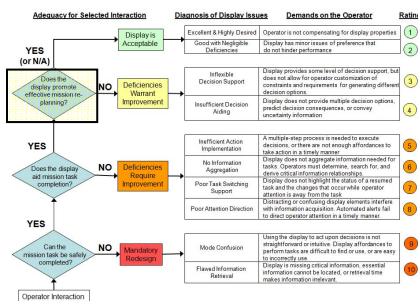 Adequacy for Selected Interaction
Diagnosis of Display Issues
Demands on the Operator
Rating
YES
(or N/A)
Display is
Acceptable
Excellent & Highly Desired
Operator is not compensating for display properties
1
Good with Negligible
Deficiencies
Display has minor issues of preference that
do not hinder performance
2
Does the
display promote
effective mission re-
planning?
NO
Deficiencies
Warrant
Improvement
Inflexible
Decision Support
Display provides some level of decision support, but
does not allow for operator customization of
constraints and requirements for generating different
decision options.
3
Insufficient Decision
Aiding
Display does not provide multiple decision options,
predict decision consequences, or convey
uncertainty information
4
YES
Does the display
aid mission task
completion?
NO
Deficiencies
Require
Improvement
Inefficient Action
Implementation
A multiple-step process is needed to execute
decisions, or there are not enough affordances to
take action in a timely manner
5
No Information
Aggregation
Display does not aggregate information needed for
tasks. Operators must determine, search for, and
derive critical information relationships.
6
Poor Task Switching
Support
Display does not highlight the status of a resumed
task and the changes that occur while operator
attention is away from the task
7
Poor Attention Direction
Distracting or confusing display elements interfere
with information acquisition. Automated alerts fail
to direct operator attention in a timely manner.
8
YES
Can the
mission task be safely
completed?
NO
Mandatory
Redesign
Mode Confusion
Using the display to act upon decisions is not
straightforward or intuitive. Display affordances to
perform tasks are difficult to find or use, or are easy
to incorrectly use.
9
Flawed Information
Retrieval
Display is missing critical information, essential
information cannot be located, or retrieval time
makes information irrelevant.
10
Operator Interaction